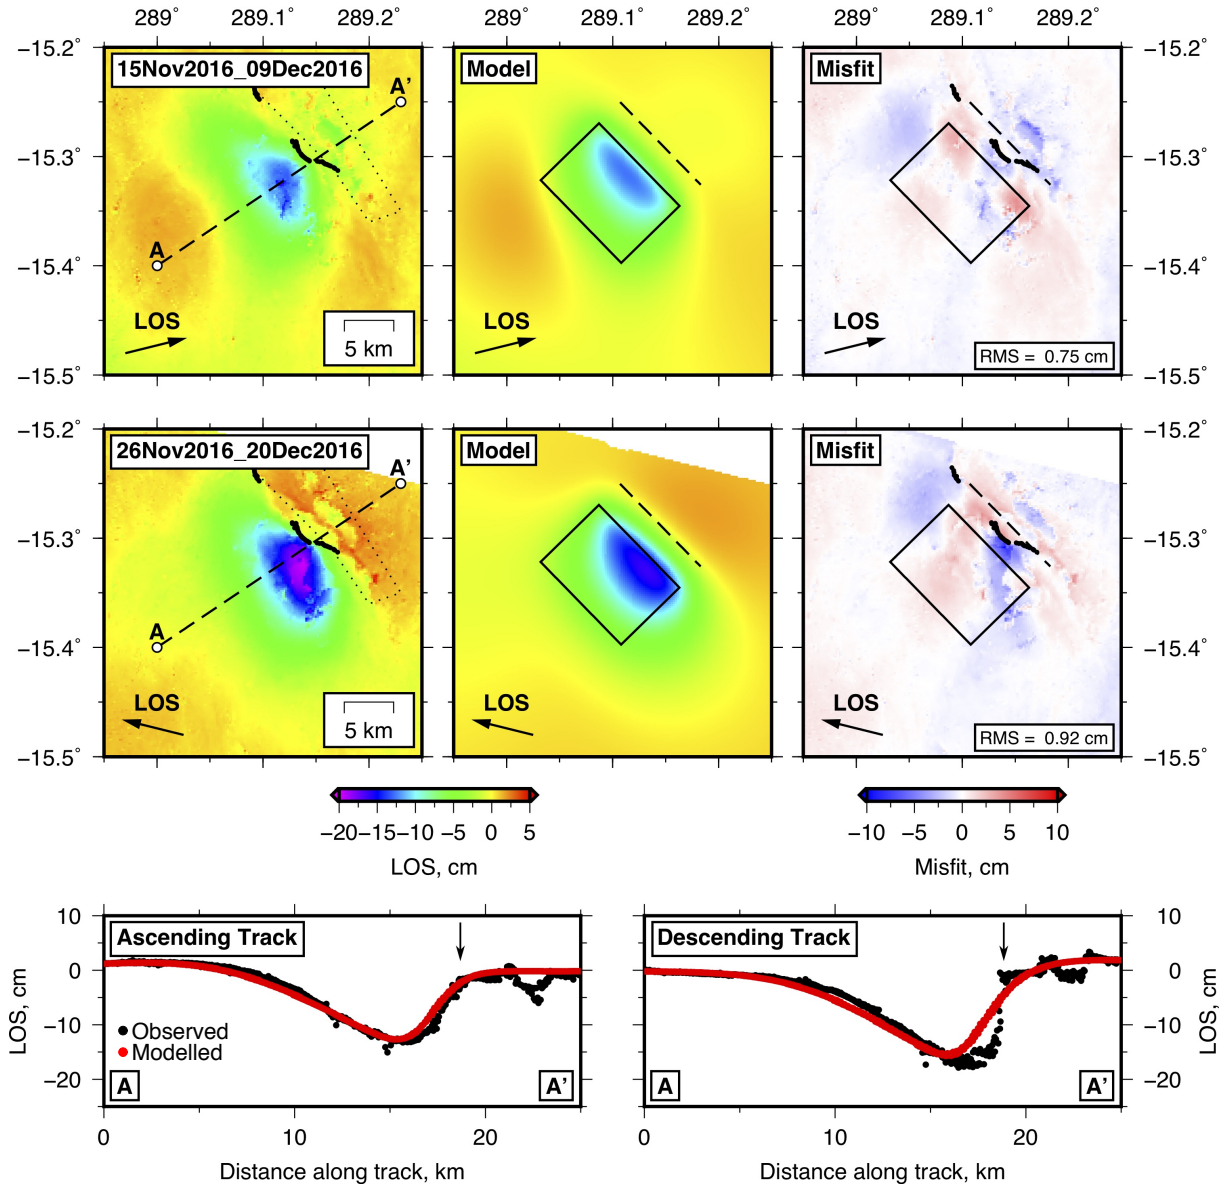 289° 289.1° 289.2° 289° 289.1° 289.2°
−15.2° 15Nov2016_09Dec2016 A' Model Misfit −15.2°
−15.3° −15.3°
A
−15.4° −15.4°
LOS 5 km LOS LOS RMS = 0.75 cm
−15.5° −15.5°
−15.2° 26Nov2016_20Dec2016 A' Model Misfit −15.2°
−15.3° −15.3°
A
−15.4° −15.4°
LOS 5 km LOS LOS RMS = 0.92 cm
−15.5° −15.5°
−20 −15 −10 −5 0 5 −10 −5 0 5 10
LOS, cm Misfit, cm
10 Ascending Track Descending Track 10
0 0
−10 Observed −10
Modelled
−20 A A' A A' −20
LOS, cm LOS, cm
0 10 20 0 10 20
Distance along track, km Distance along track, km